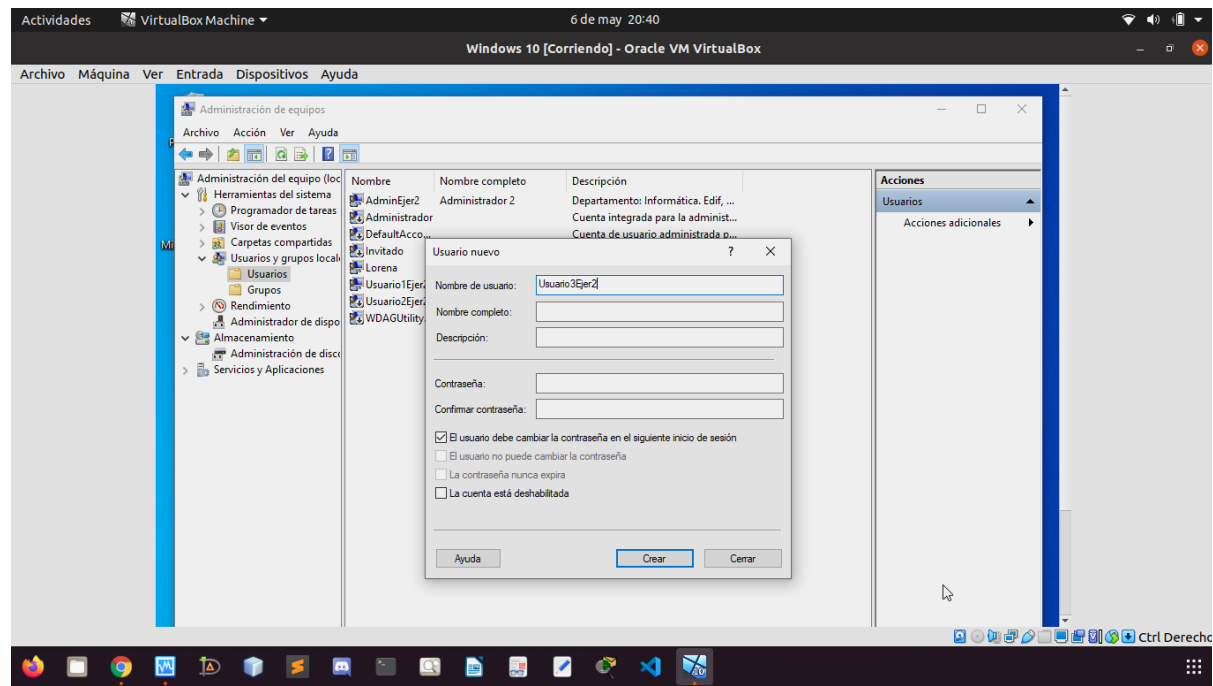 Actividades VirtualBox Machine 6 de may 20:40
Windows 10 [Corriendo] - Oracle VM VirtualBox
Archivo Máquina Ver Entrada Dispositivos Ayuda
Administración de equipos
Archivo Acción Ver Ayuda
Administración del equipo (loc
Herramientas del sistema
Programador de tareas
Visor de eventos
Carpetas compartidas
Usuarios y grupos locale
Usuarios
Grupos
Rendimiento
Administrador de dispo
Almacenamiento
Administración de disco
Servicios y Aplicaciones
Nombre Nombre completo Descripción
AdminEjer2 Administrador 2 Departamento: Informática. Edif, ...
Administrador Cuenta integrada para la administ...
DefaultAcco... Cuenta de usuario administrada p...
Invitado
Lorena
Usuario1Ejer2
Usuario2Ejer2
WDAGUtility
Usuario nuevo ?
Nombre de usuario: Usuario3Ejer2
Nombre completo:
Descripción:
Contraseña:
Confirmar contraseña:
El usuario debe cambiar la contraseña en el siguiente inicio de sesión
El usuario no puede cambiar la contraseña
La contraseña nunca expira
La cuenta está deshabilitada
Ayuda Crear Cerrar
Acciones
Usuarios
Acciones adicionales
Ctrl Derecho